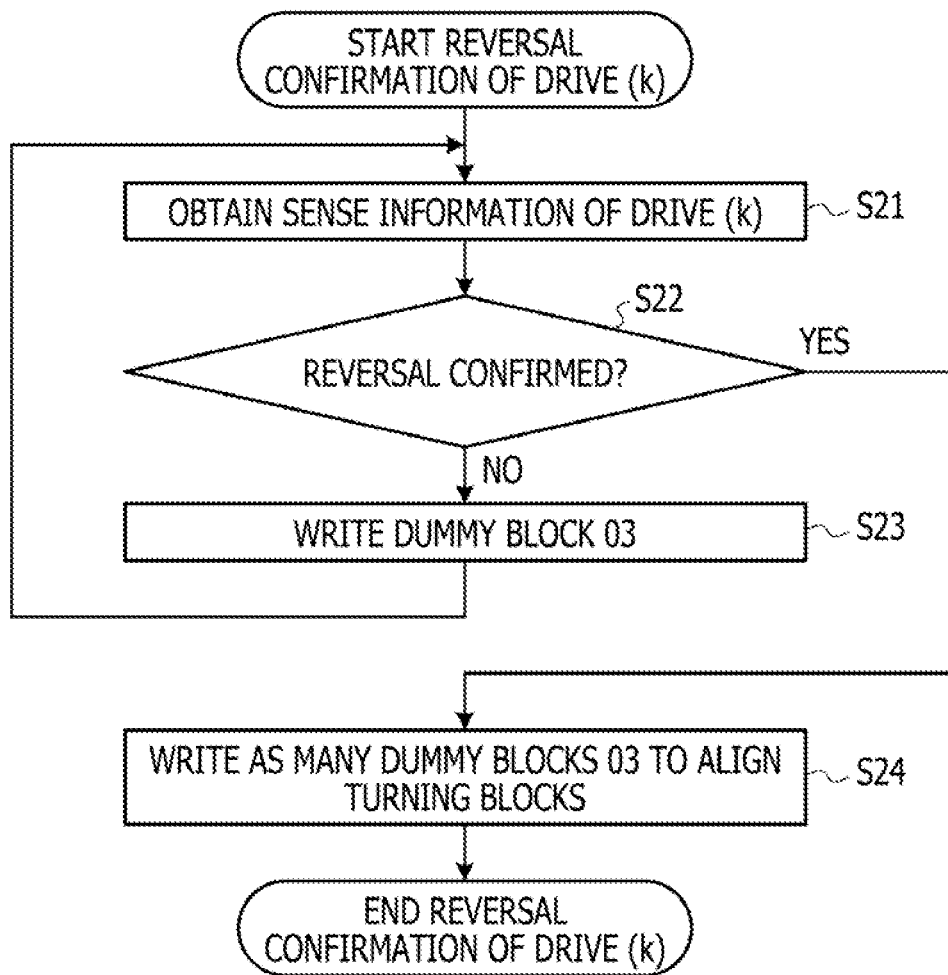 START REVERSAL
CONFIRMATION OF DRIVE (k)
OBTAIN SENSE INFORMATION OF DRIVE (k)
S21
S22
YES
REVERSAL CONFIRMED?
NO
WRITE DUMMY BLOCK 03
S23
WRITE AS MANY DUMMY BLOCKS 03 TO ALIGN
TURNING BLOCKS
S24
END REVERSAL
CONFIRMATION OF DRIVE (k)